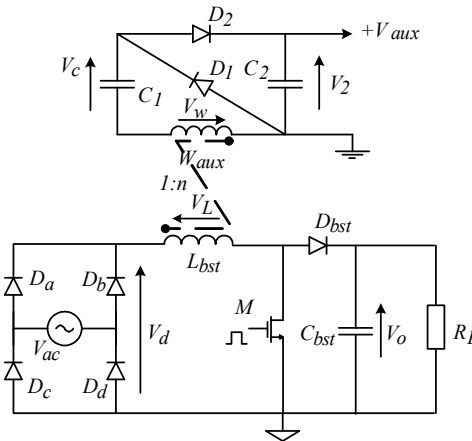 D2
+Vaux
Vc
C1
D1
C2
V2
Vw
Waux
1:n
VL
Lbst
Dbst
Da
Db
Vac
Dc
Dd
Vd
M
Cbst
Vo
RL